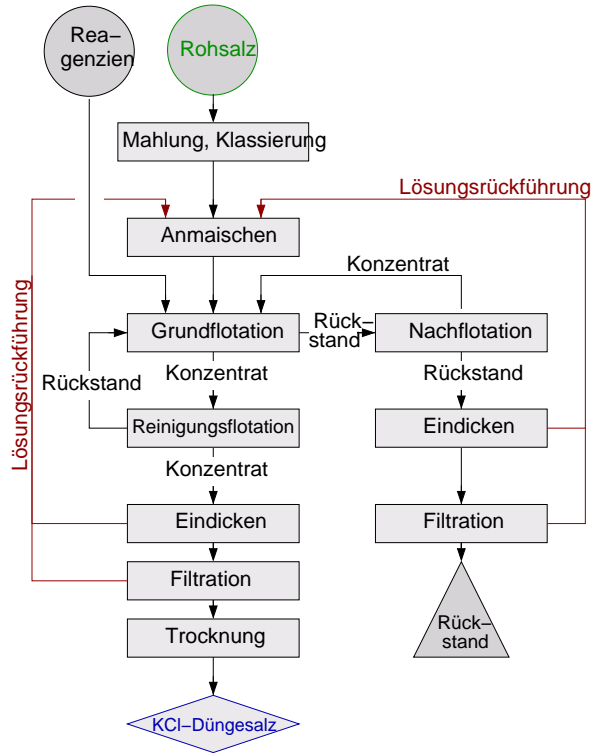 Rea–
genzien
Rohsalz
Mahlung, Klassierung
Lösungsrückführung
Anmaischen
Konzentrat
Grundflotation
Rück–
stand
Nachflotation
Lösungsrückführung
Rückstand
Konzentrat
Rückstand
Reinigungsflotation
Eindicken
Konzentrat
Eindicken
Filtration
Filtration
Trocknung
Rück–
stand
KCl–Düngesalz